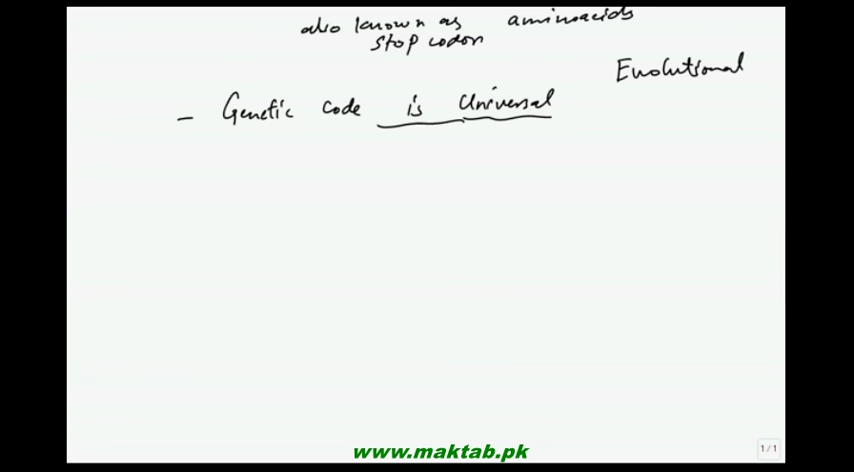 also known as aminoacids
stop codon
Evolutional
- Genetic code is Universal
1/1
www.maktab.pk